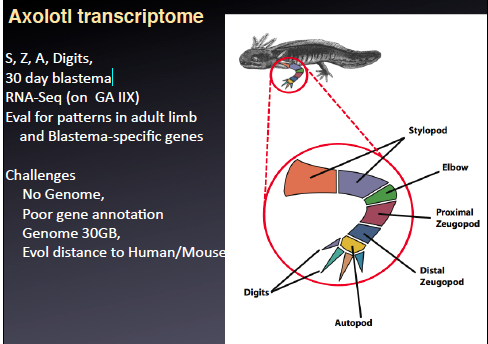 Axolotl transcriptome
S, Z, A, Digits,
30 day blastema
RNA-Seq (on GA IIX)
Eval for patterns in adult limb
and Blastema-specific genes
Challenges
No Genome,
Poor gene annotation
Genome 30GB,
Evol distance to Human/Mouse
Stylopod
Elbow
Proximal
Zeugopod
Distal
Zeugopod
Digits
Autopod